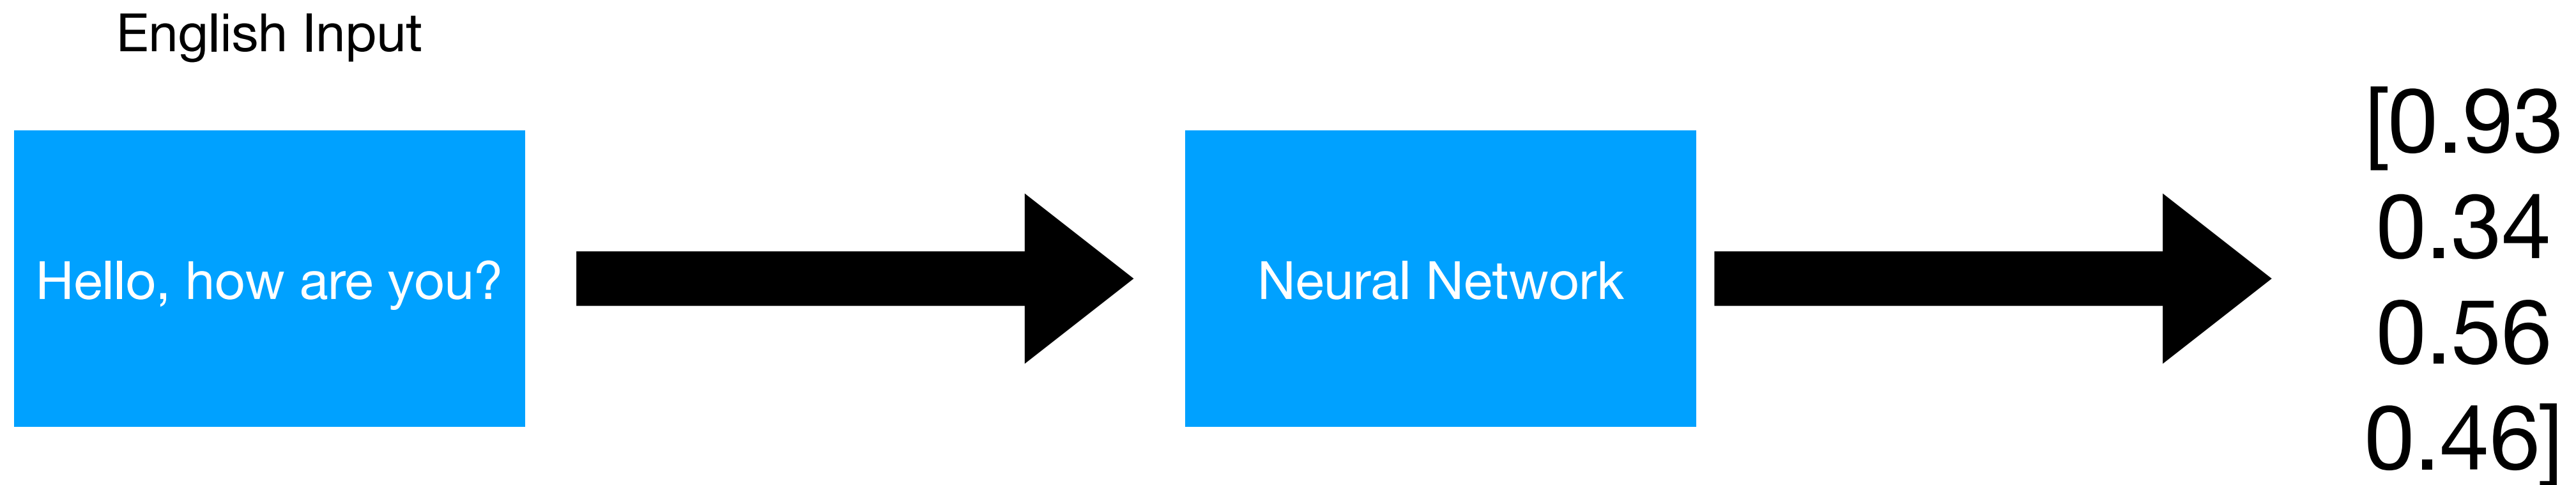 English Input
Hello, how are you?
Neural Network
[0.93
0.34
0.56
0.46]